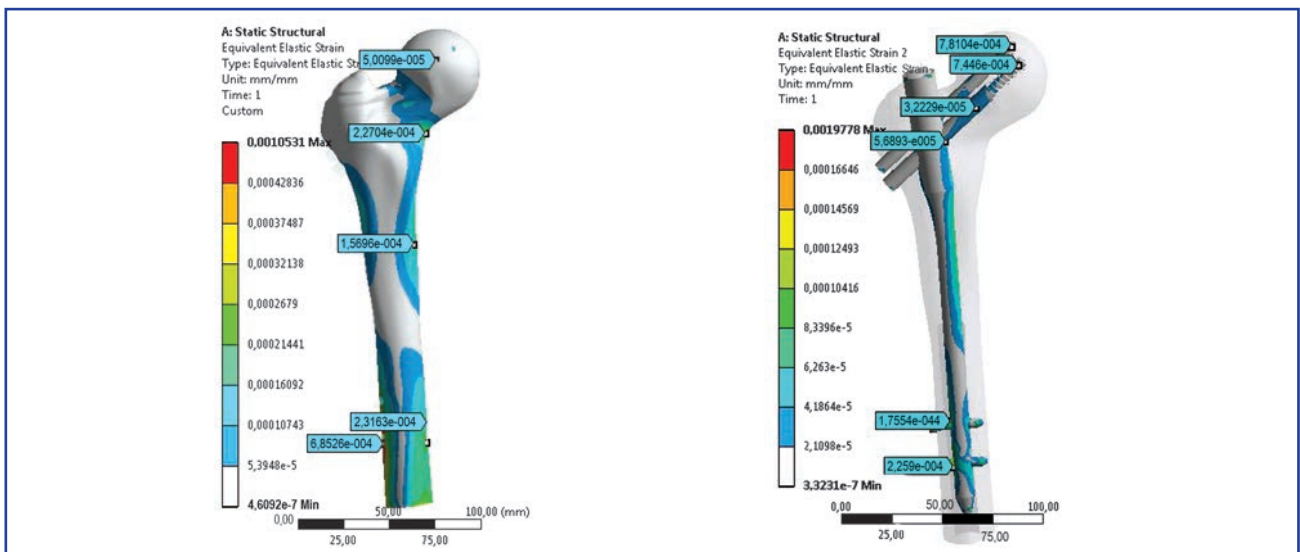 A: Static Structural
Equivalent Elastic Strain
Type: Equivalent Elastic St
Unit: mm/mm
Time: 1
Custom
0,0010531 Max
0,00042836
0,00037487
0,00032138
0,0002679
0,00021441
0,00016092
0,00010743
5,3948e-5
4,6092e-7 Min
5,0099e-005
2,2704e-004
1,5696e-004
2,3163e-004
6,8526e-004
0,00
50,00
100,00 (mm)
25,00
75,00
A: Static Structural
Equivalent Elastic Strain 2
Type: Equivalent Elastic Strain
Unit: mm/mm
Time: 1
0,0019778 Max
0,00016646
0,00014569
0,00012493
0,00010416
8,3396e-5
6,263e-5
4,1864e-5
2,1098e-5
3,3231e-7 Min
7,8104e-004
7,446e-004
3,2229e-005
5,6893-e005
1,7554e-044
2,259e-004
0,00
50,00
100,00
25,00
75,00